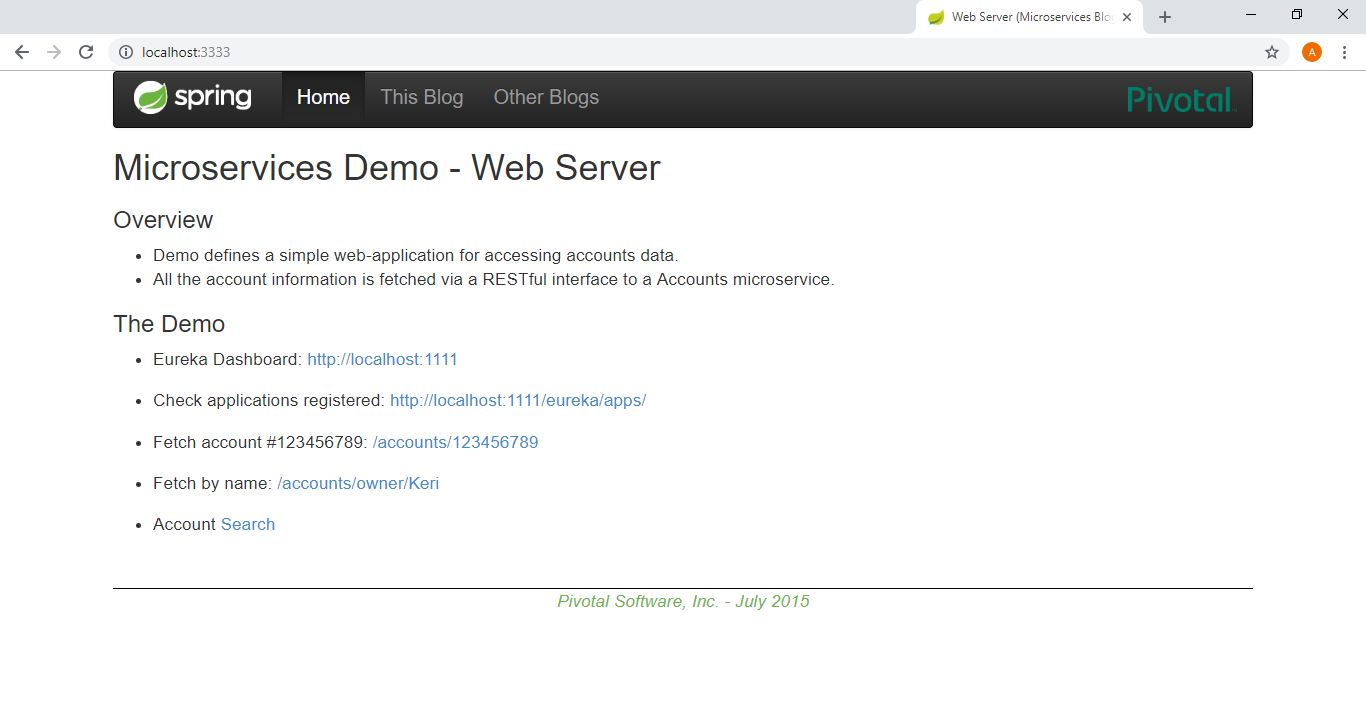 Web Server (Microservices Blo
localhost:3333
A
spring Home This Blog Other Blogs Pivotal
Microservices Demo - Web Server
Overview
• Demo defines a simple web-application for accessing accounts data.
• All the account information is fetched via a RESTful interface to a Accounts microservice.
The Demo
• Eureka Dashboard: http://localhost:1111
• Check applications registered: http://localhost:1111/eureka/apps/
• Fetch account #123456789: /accounts/123456789
• Fetch by name: /accounts/owner/Keri
• Account Search
Pivotal Software, Inc. - July 2015